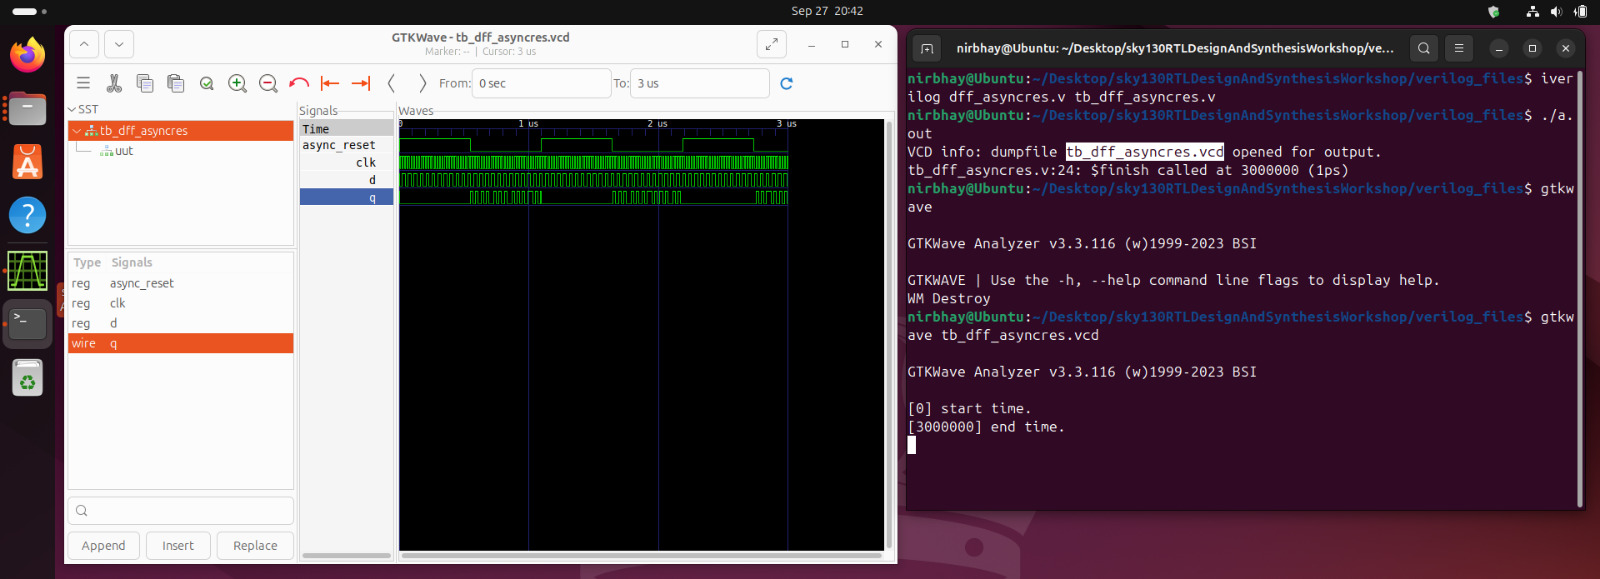 Sep 27 20:42
GTKWave - tb_dff_asyncres.vcd
Marker: -- | Cursor: 3 us
From: 0 sec To: 3 us
SST
tb_dff_asyncres
uut
Type Signals
reg async_reset
reg clk
reg d
wire q
Append Insert Replace
Signals
Time
async_reset
clk
d
q
Waves
0 1 us 2 us 3 us
nirbhay@Ubuntu: ~/Desktop/sky130RTLDesignAndSynthesisWorkshop/ve...
nirbhay@Ubuntu:~/Desktop/sky130RTLDesignAndSynthesisWorkshop/verilog_files$ iver
ilog dff_asyncres.v tb_dff_asyncres.v
nirbhay@Ubuntu:~/Desktop/sky130RTLDesignAndSynthesisWorkshop/verilog_files$ ./a.
out
VCD info: dumpfile tb_dff_asyncres.vcd opened for output.
tb_dff_asyncres.v:24: $finish called at 3000000 (1ps)
nirbhay@Ubuntu:~/Desktop/sky130RTLDesignAndSynthesisWorkshop/verilog_files$ gtkw
ave
GTKWave Analyzer v3.3.116 (w)1999-2023 BSI
GTKWAVE | Use the -h, --help command line flags to display help.
WM Destroy
nirbhay@Ubuntu:~/Desktop/sky130RTLDesignAndSynthesisWorkshop/verilog_files$ gtkw
ave tb_dff_asyncres.vcd
GTKWave Analyzer v3.3.116 (w)1999-2023 BSI
[0] start time.
[3000000] end time.